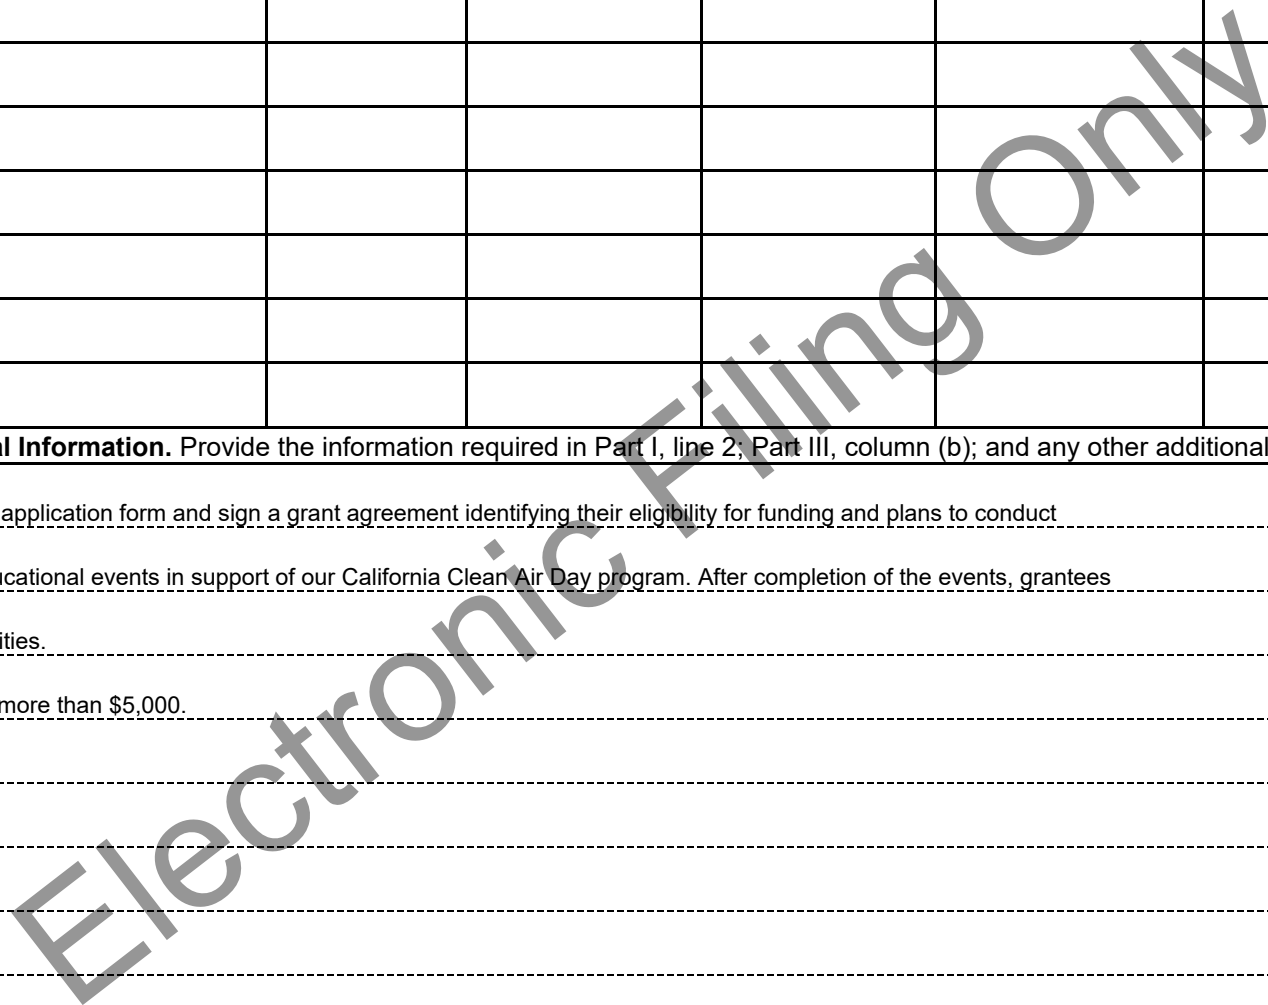 al Information. Provide the information required in Part I, line 2; Part III, column (b); and any other additional
application form and sign a grant agreement identifying their eligibility for funding and plans to conduct
ucational events in support of our California Clean Air Day program. After completion of the events, grantees
ities.
more than $5,000.
Electronic Filing Only